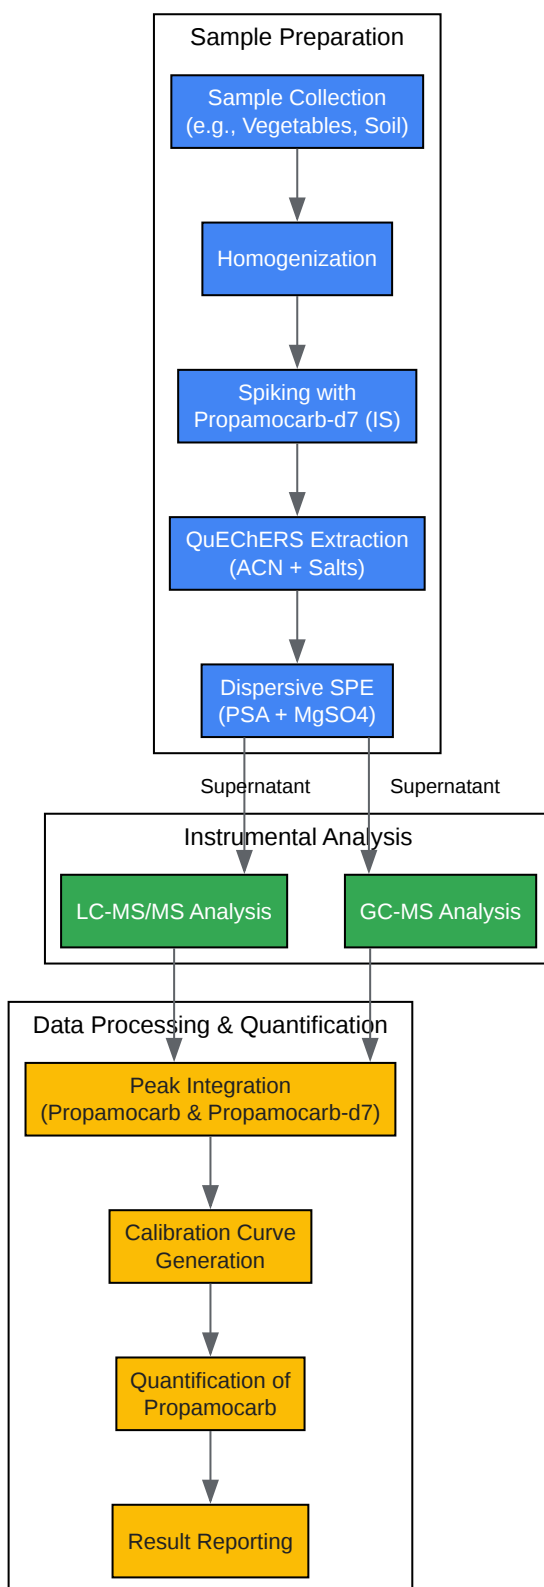 Sample Preparation
Sample Collection
(e.g., Vegetables, Soil)
Homogenization
Spiking with
Propamocarb-d7 (IS)
QuEChERS Extraction
(ACN + Salts)
Dispersive SPE
(PSA + MgSO4)
Supernatant
Supernatant
Instrumental Analysis
LC-MS/MS Analysis
GC-MS Analysis
Data Processing & Quantification
Peak Integration
(Propamocarb & Propamocarb-d7)
Calibration Curve
Generation
Quantification of
Propamocarb
Result Reporting